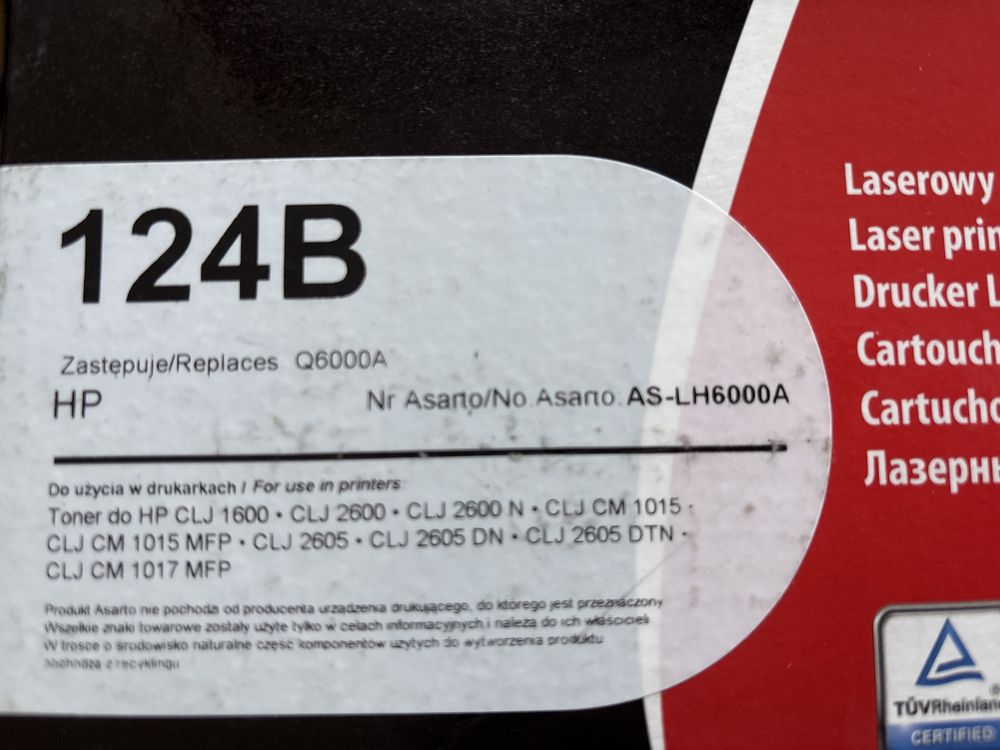 124B
Zastępuje/Replaces Q6000A
HP
Nr Asarto/No Asarto: AS-LH6000A
Do użycia w drukarkach / For use in printers:
Toner do HP CLJ 1600 • CLJ 2600 • CLJ 2600 N • CLJ CM 1015 •
CLJ CM 1015 MFP • CLJ 2605 • CLJ 2605 DN • CLJ 2605 DTN •
CLJ CM 1017 MFP
Produkt Asarto nie pochodzi od producenta urządzenia drukującego, do którego jest przeznaczony
Wszelkie znaki towarowe zostały użyte tylko w celach informacyjnych i należą do ich właścicieli
W trosce o środowisko naturalne część komponentów użytych do wytworzenia produktu
pochodzą z recyklingu
Laserowy
Laser prin
Drucker L
Cartouch
Cartucho
Лазерны
TÜVRheinland
®
CERTIFIED